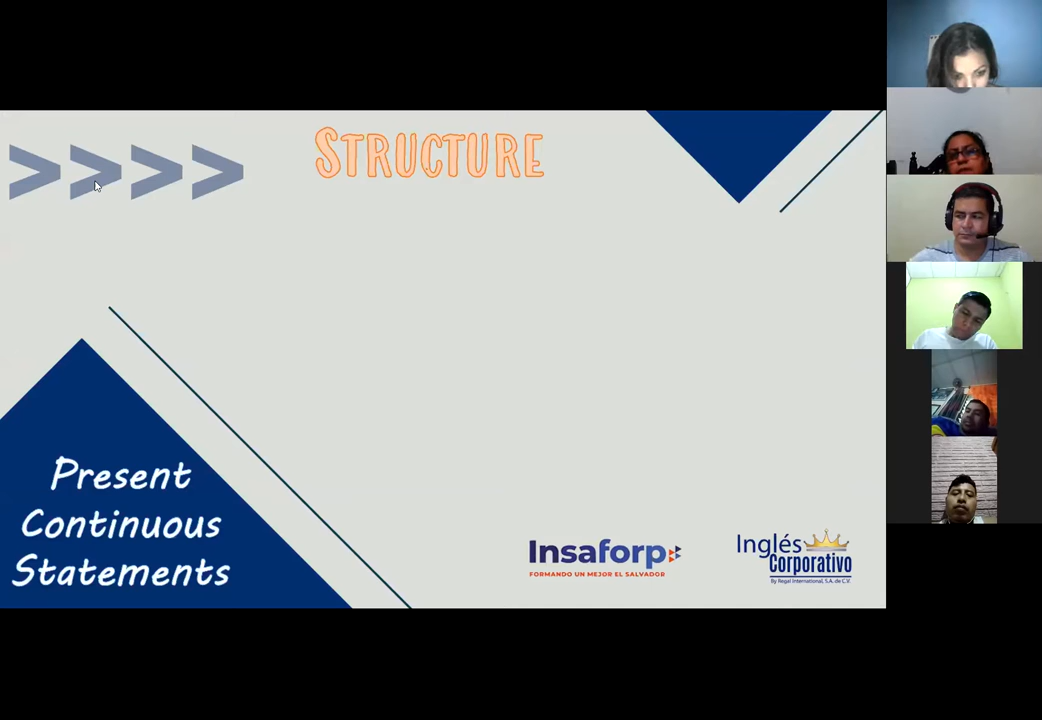 STRUCTURE
Present
Continuous
Statements
Insaforp
FORMANDO UN MEJOR EL SALVADOR
Inglés
Corporativo
By Regal International, S.A. de C.V.